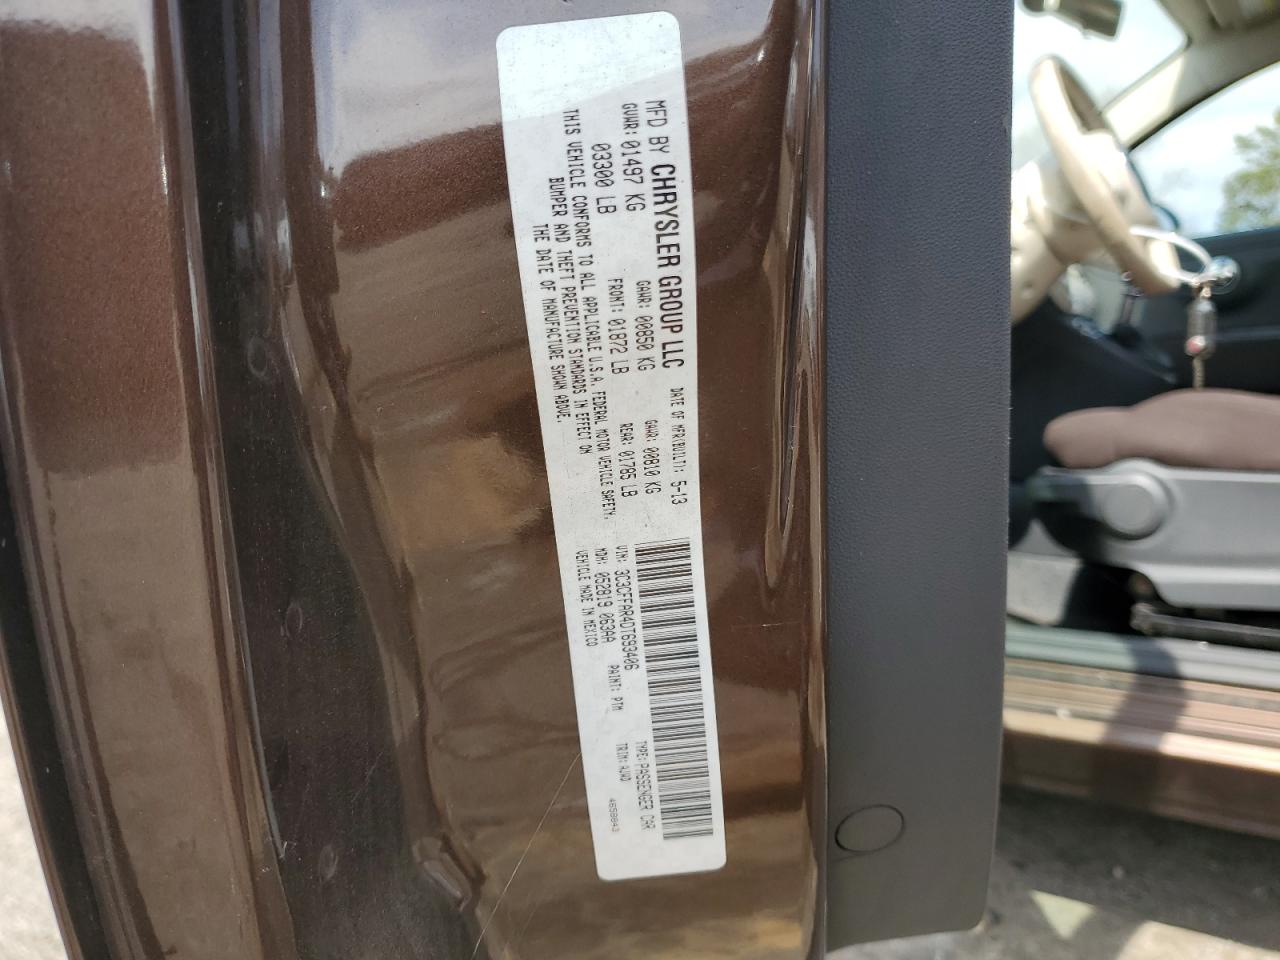 MFD BY CHRYSLER GROUP LLC DATE OF MFR(BUILT): 5-13
GVWR: 01497 KG GAWR: 00850 KG GAWR: 00810 KG
03300 LB FRONT: 01872 LB REAR: 01785 LB
THIS VEHICLE CONFORMS TO ALL APPLICABLE U.S.A. FEDERAL MOTOR VEHICLE SAFETY,
BUMPER AND THEFT PREVENTION STANDARDS IN EFFECT ON
THE DATE OF MANUFACTURE SHOWN ABOVE.
VIN: 3C3CFFAR4DT693406 TYPE: PASSENGER CAR
MDH: 052819 063AA PAINT: PTM TRIM: AJWD
VEHICLE MADE IN MEXICO 4658843